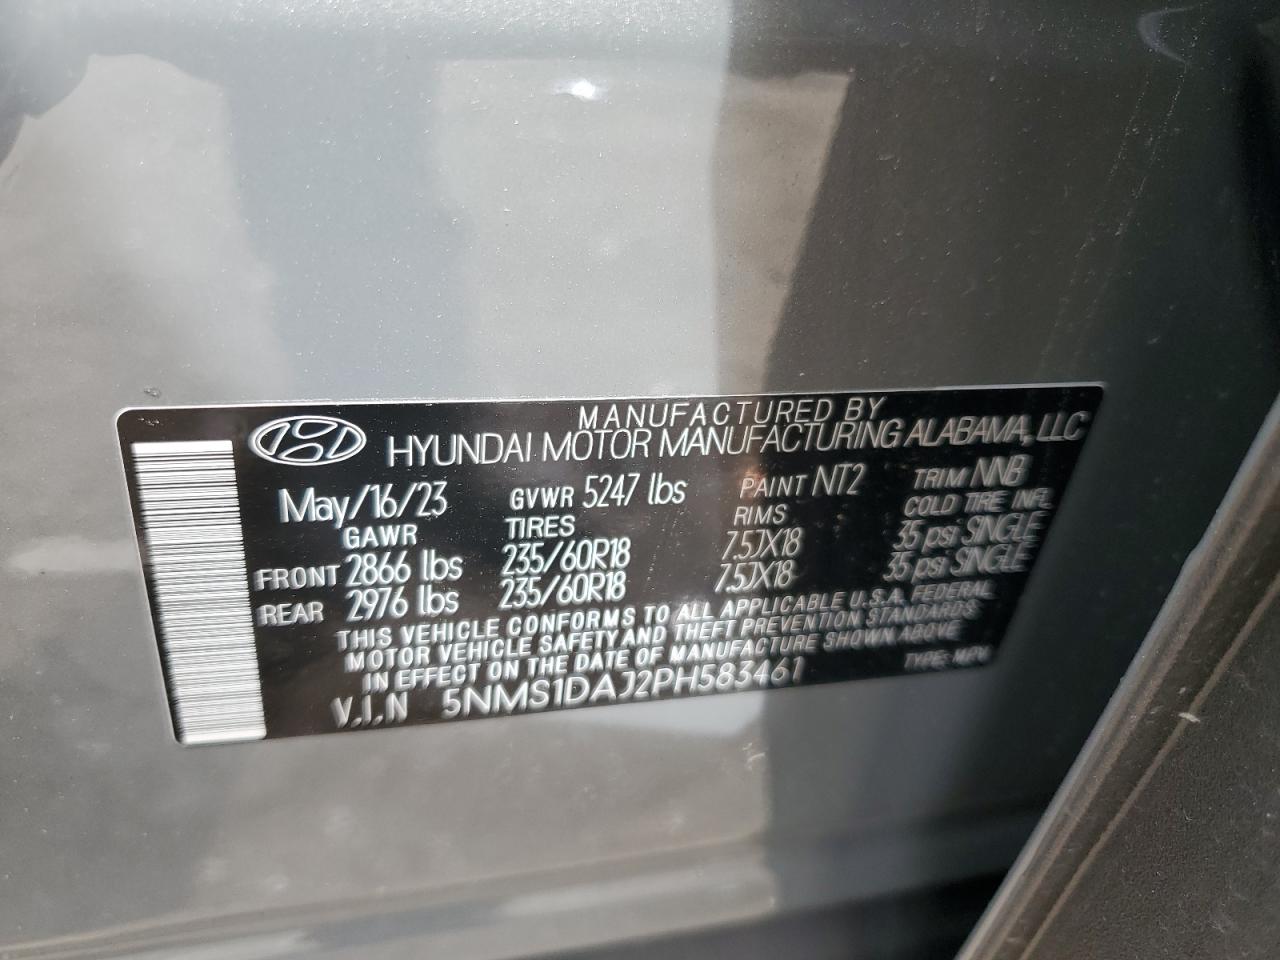 MANUFACTURED BY
HYUNDAI MOTOR MANUFACTURING ALABAMA, LLC
May/16/23 GVWR 5247 lbs PAINT NT2 TRIM NNB
GAWR TIRES RIMS COLD TIRE INFL
FRONT 2866 lbs 235/60R18 7.5JX18 35 psi SINGLE
REAR 2976 lbs 235/60R18 7.5JX18 35 psi SINGLE
THIS VEHICLE CONFORMS TO ALL APPLICABLE U.S.A. FEDERAL
MOTOR VEHICLE SAFETY AND THEFT PREVENTION STANDARDS
IN EFFECT ON THE DATE OF MANUFACTURE SHOWN ABOVE
V.I.N 5NMS1DAJ2PH583461 TYPE: MPV